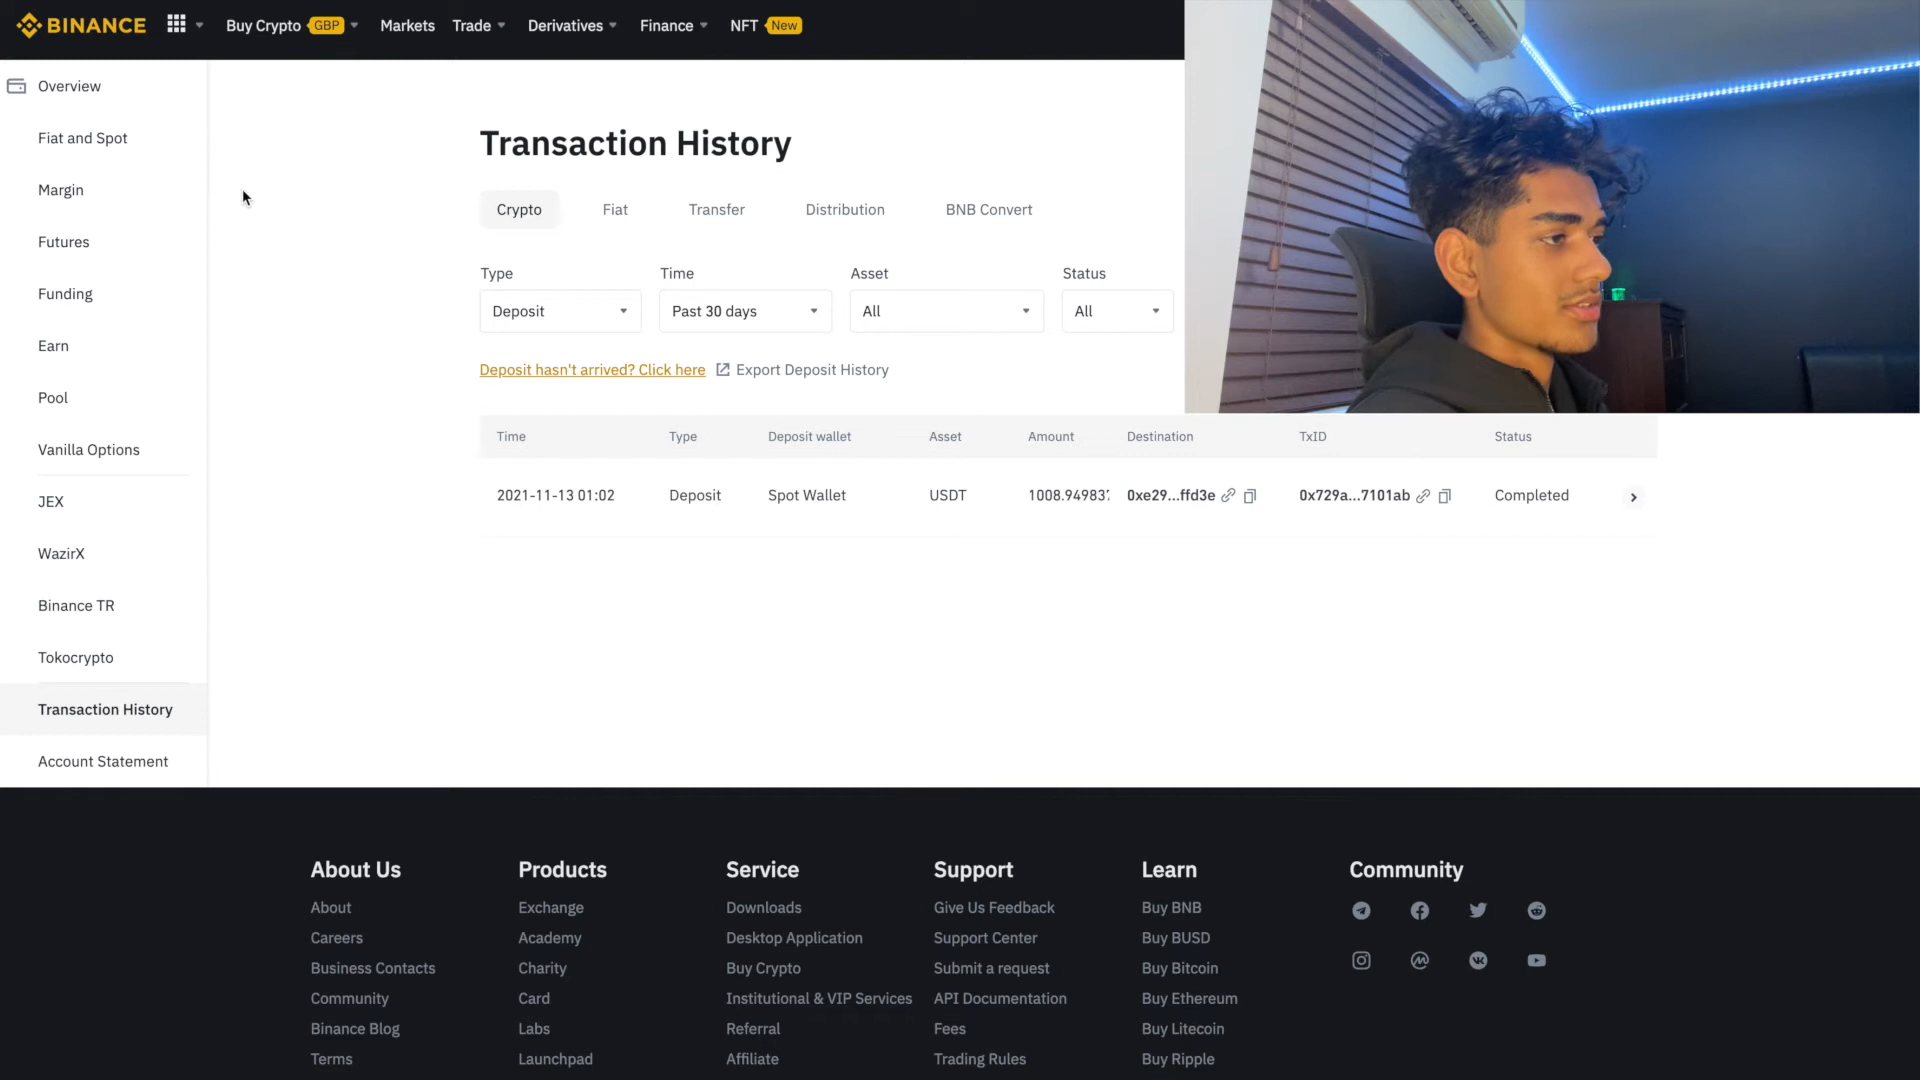 BINANCE
Buy Crypto GBP
Markets
Trade
Derivatives
Finance
NFT New
Overview
Fiat and Spot
Margin
Futures
Funding
Earn
Pool
Vanilla Options
JEX
WazirX
Binance TR
Tokocrypto
Transaction History
Account Statement
Transaction History
Crypto Fiat Transfer Distribution BNB Convert
Type Time Asset Status
Deposit Past 30 days All All
Deposit hasn't arrived? Click here Export Deposit History
Time Type Deposit wallet Asset Amount Destination TxID Status
2021-11-13 01:02 Deposit Spot Wallet USDT 1008.949837 0xe29...ffd3e 0x729a...7101ab Completed
About Us
About
Careers
Business Contacts
Community
Binance Blog
Terms
Products
Exchange
Academy
Charity
Card
Labs
Launchpad
Service
Downloads
Desktop Application
Buy Crypto
Institutional & VIP Services
Referral
Affiliate
Support
Give Us Feedback
Support Center
Submit a request
API Documentation
Fees
Trading Rules
Learn
Buy BNB
Buy BUSD
Buy Bitcoin
Buy Ethereum
Buy Litecoin
Buy Ripple
Community